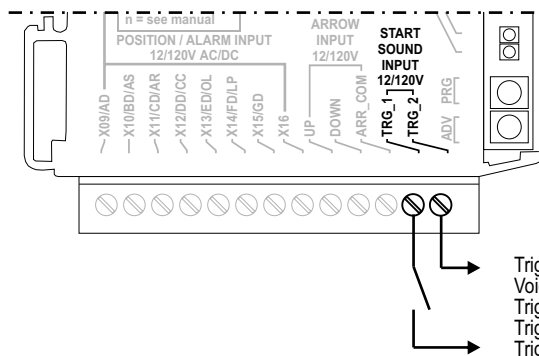 n = see manual
POSITION / ALARM INPUT
12/120V AC/DC
ARROW
INPUT
12/120V
START
SOUND
INPUT
12/120V
X09/AD
X10/BD/AS
X11/CD/AR
X12/DD/CC
X13/ED/OL
X14/FD/LP
X15/GD
X16
UP
DOWN
ARR_COM
TRG_1
TRG_2
ADV
PRG
Trig
Voi
Trig
Trig
Trig